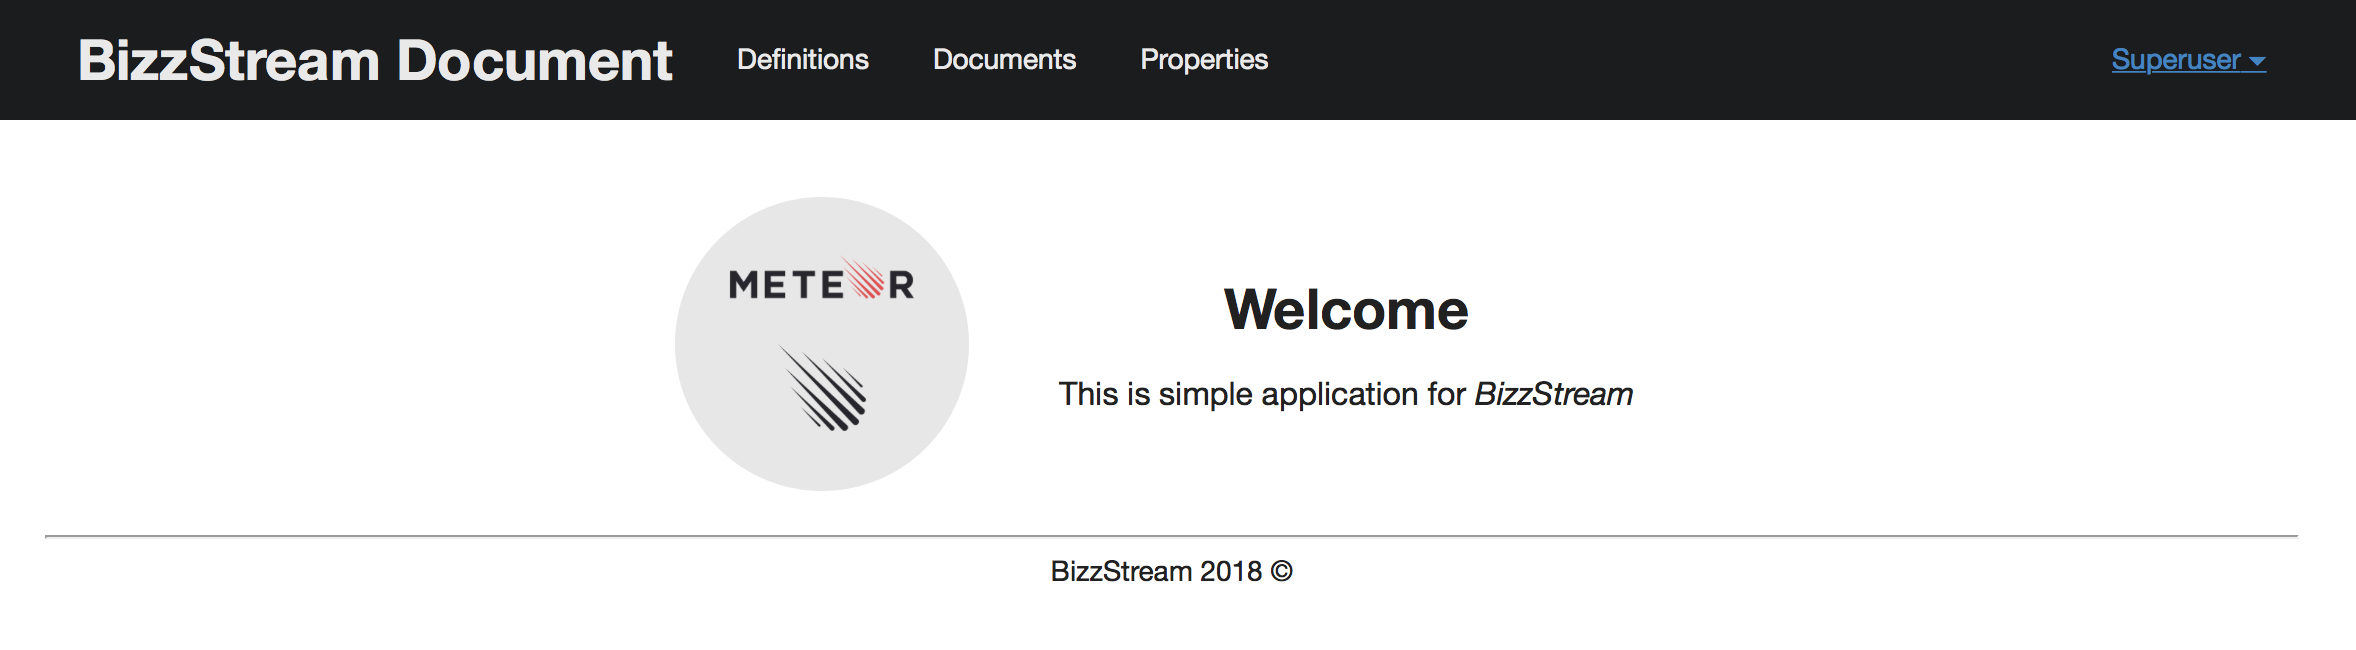 BizzStream Document Definitions Documents Properties Superuser
METEOR
Welcome
This is simple application for BizzStream
BizzStream 2018 ©